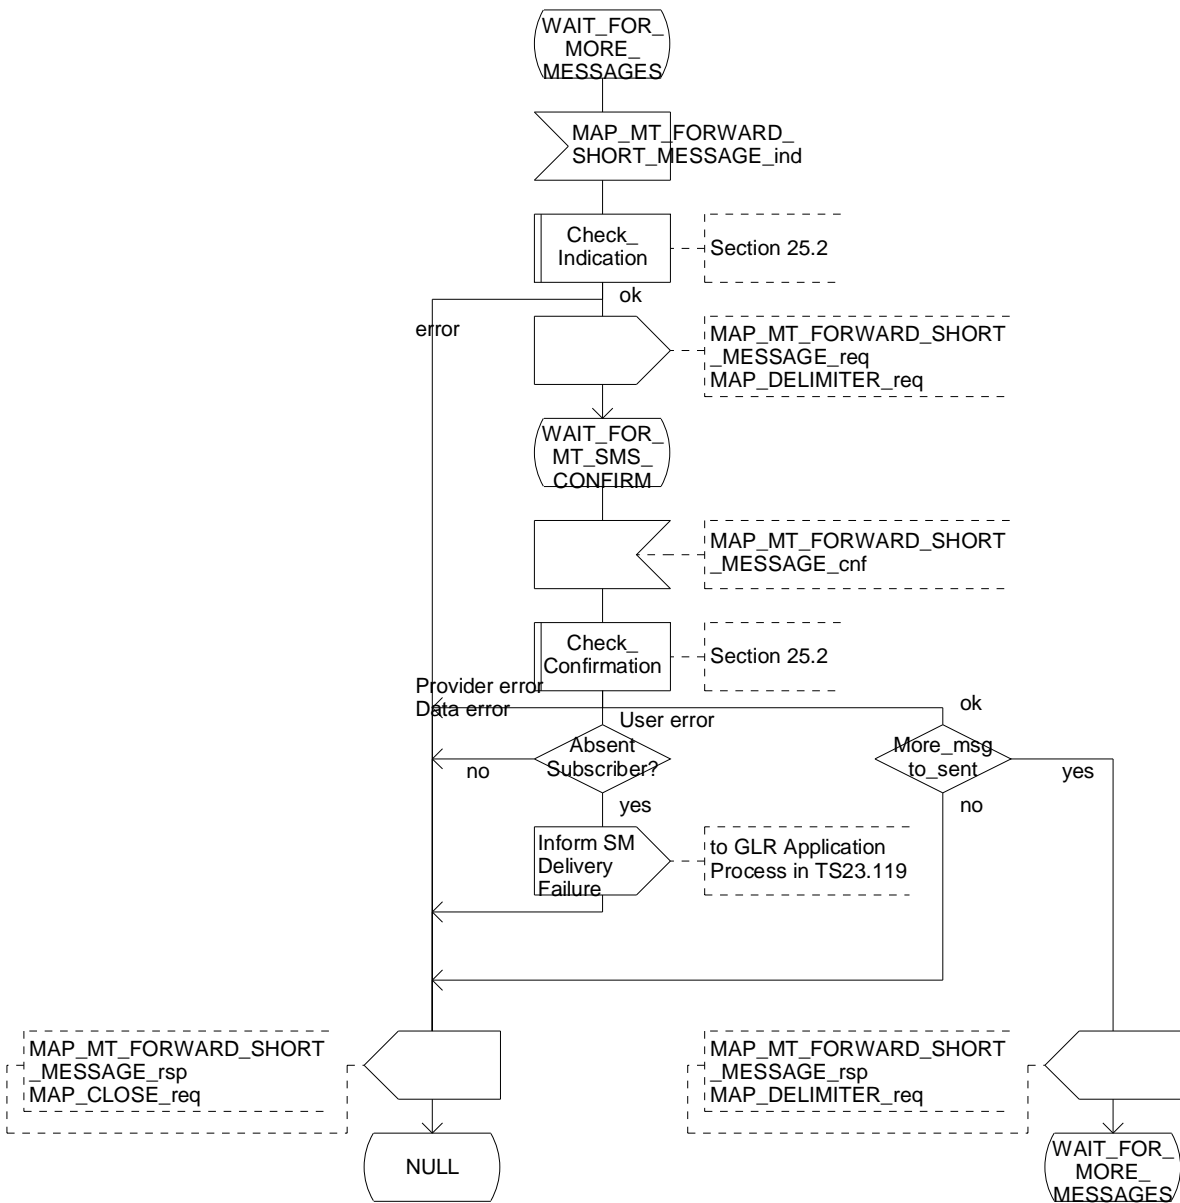 WAIT_FOR_
MORE_
MESSAGES
MAP_MT_FORWARD_
SHORT_MESSAGE_ind
Check_
Indication
Section 25.2
ok
error
MAP_MT_FORWARD_SHORT
_MESSAGE_req
MAP_DELIMITER_req
WAIT_FOR_
MT_SMS_
CONFIRM
MAP_MT_FORWARD_SHORT
_MESSAGE_cnf
Check_
Confirmation
Section 25.2
Provider error
Data error
User error
ok
Absent
Subscriber?
no
yes
More_msg
to_sent
yes
no
Inform SM
Delivery
Failure
to GLR Application
Process in TS23.119
MAP_MT_FORWARD_SHORT
_MESSAGE_rsp
MAP_CLOSE_req
MAP_MT_FORWARD_SHORT
_MESSAGE_rsp
MAP_DELIMITER_req
NULL
WAIT_FOR_
MORE_
MESSAGES